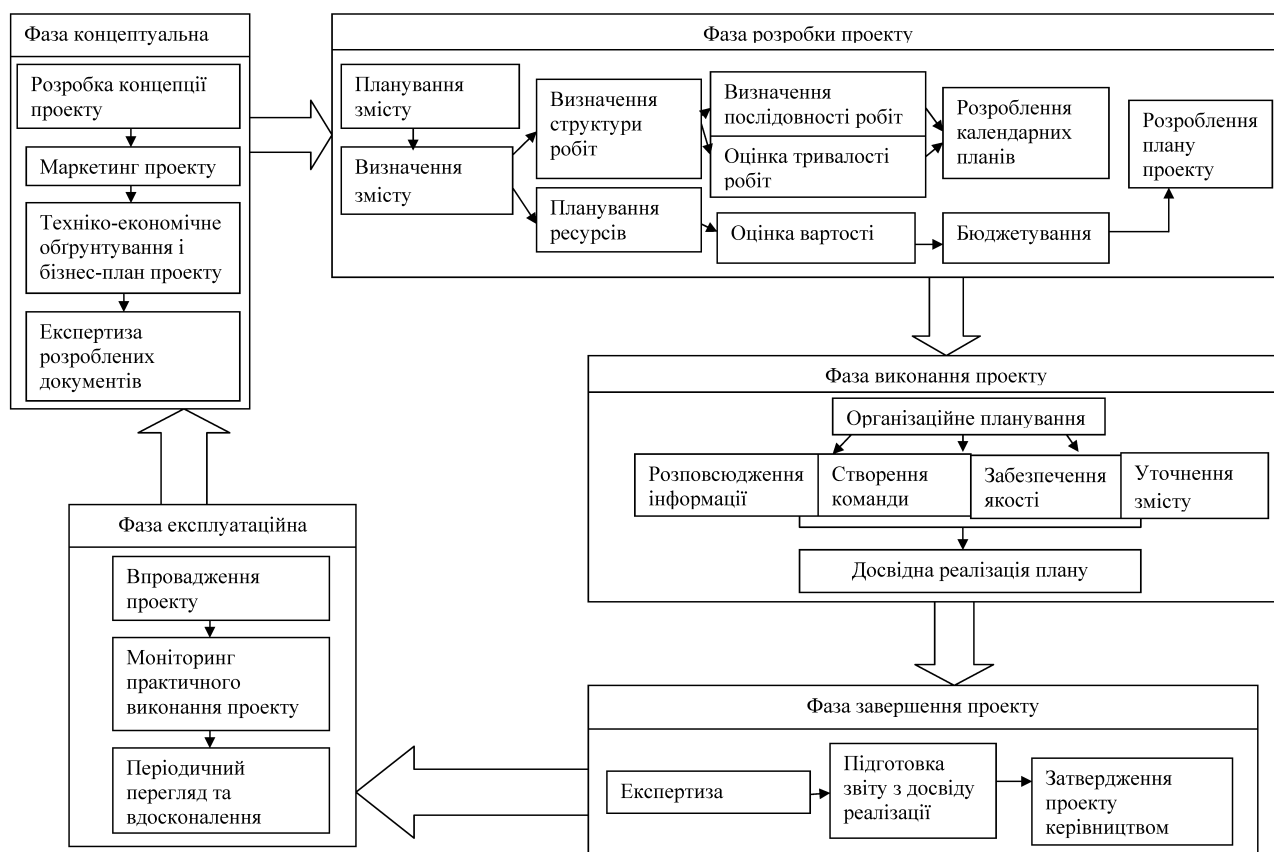 Фаза концептуальна
Розробка концепції
проекту
Маркетинг проекту
Техніко-економічне
обґрунтування і
бізнес-план проекту
Експертиза
розроблених
документів
Фаза розробки проекту
Планування
змісту
Визначення
змісту
Визначення
структури
робіт
Планування
ресурсів
Визначення
послідовності робіт
Оцінка тривалості
робіт
Оцінка вартості
Розроблення
календарних
планів
Бюджетування
Розроблення
плану
проекту
Фаза виконання проекту
Організаційне планування
Розповсюдження
інформації
Створення
команди
Забезпечення
якості
Уточнення
змісту
Досвідна реалізація плану
Фаза завершення проекту
Експертиза
Підготовка
звіту з досвіду
реалізації
Затвердження
проекту
керівництвом
Фаза експлуатаційна
Впровадження
проекту
Моніторинг
практичного
виконання проекту
Періодичний
перегляд та
вдосконалення